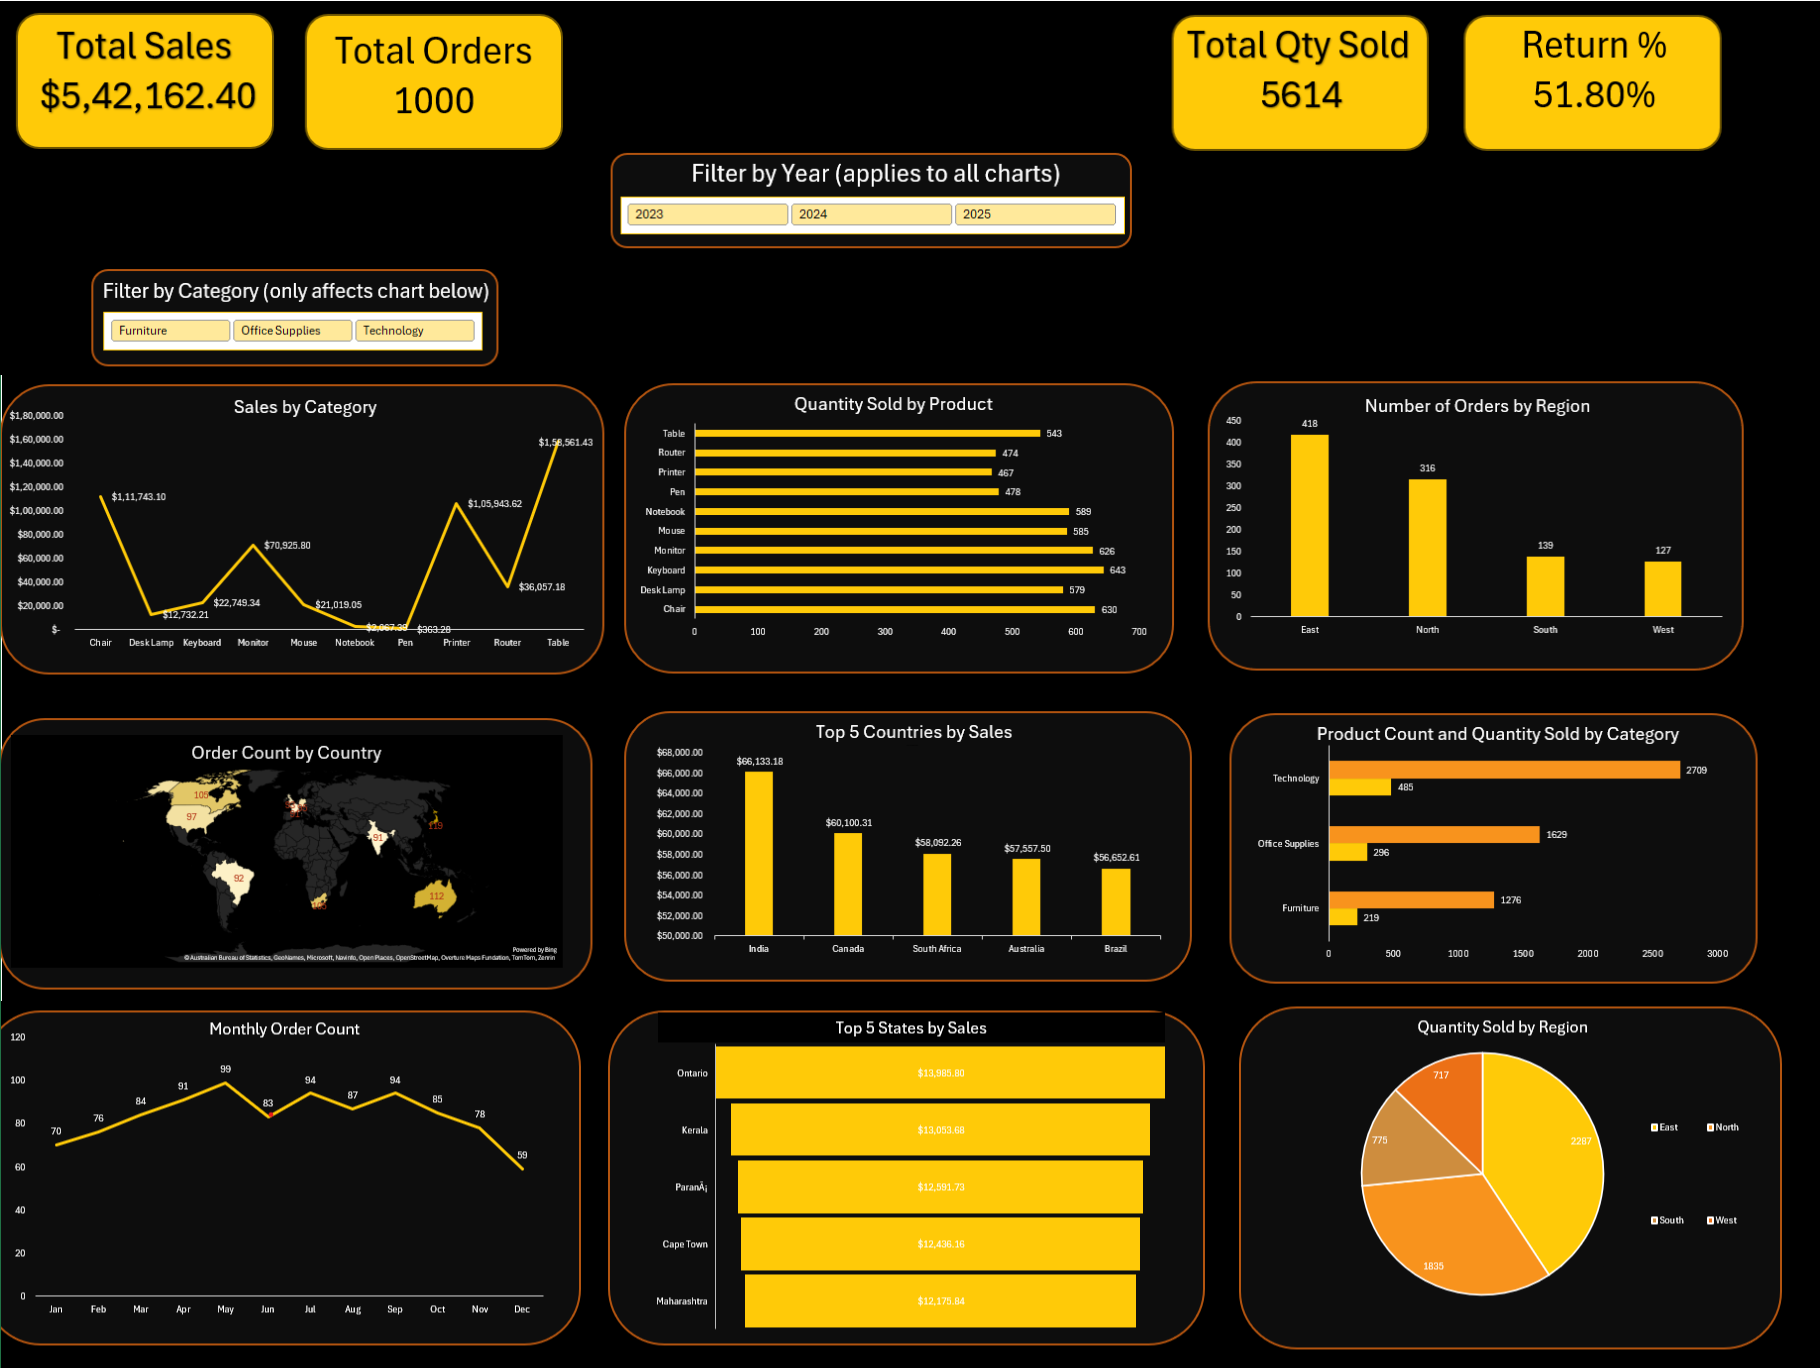 Total Sales
$5,42,162.40
Total Orders
1000
Total Qty Sold
5614
Return %
51.80%
Filter by Year (applies to all charts)
2023 2024 2025
Filter by Category (only affects chart below)
Furniture Office Supplies Technology
Sales by Category
$1,80,000.00
$1,60,000.00
$1,40,000.00
$1,20,000.00
$1,00,000.00
$80,000.00
$60,000.00
$40,000.00
$20,000.00
$-
$1,11,743.10
$12,732.21
$22,749.34
$70,925.80
$21,019.05
$363.28
$1,05,943.62
$36,057.18
$1,58,561.43
Chair Desk Lamp Keyboard Monitor Mouse Notebook Pen Printer Router Table
Quantity Sold by Product
Table 543
Router 474
Printer 467
Pen 478
Notebook 589
Mouse 585
Monitor 626
Keyboard 643
Desk Lamp 579
Chair 630
0 100 200 300 400 500 600 700
Number of Orders by Region
450
400
350
300
250
200
150
100
50
0
418
316
139
127
East North South West
Order Count by Country
105
97
91
119
92
112
Powered by Bing
© Australian Bureau of Statistics, GeoNames, Microsoft, Navinfo, Open Places, OpenStreetMap, Overture Maps Fundation, TomTom, Zenrin
Top 5 Countries by Sales
$68,000.00
$66,000.00
$64,000.00
$62,000.00
$60,000.00
$58,000.00
$56,000.00
$54,000.00
$52,000.00
$50,000.00
$66,133.18
$60,100.31
$58,092.26
$57,557.50
$56,652.61
India Canada South Africa Australia Brazil
Product Count and Quantity Sold by Category
Technology
2709
485
Office Supplies
1629
296
Furniture
1276
219
0 500 1000 1500 2000 2500 3000
Monthly Order Count
120
100
80
60
40
20
0
70 76 84 91 99 83 94 87 94 85 78 59
Jan Feb Mar Apr May Jun Jul Aug Sep Oct Nov Dec
Top 5 States by Sales
Ontario $13,985.80
Kerala $13,053.68
ParanÃ¡ $12,591.73
Cape Town $12,436.16
Maharashtra $12,175.84
Quantity Sold by Region
717
775
2287
1835
East North
South West